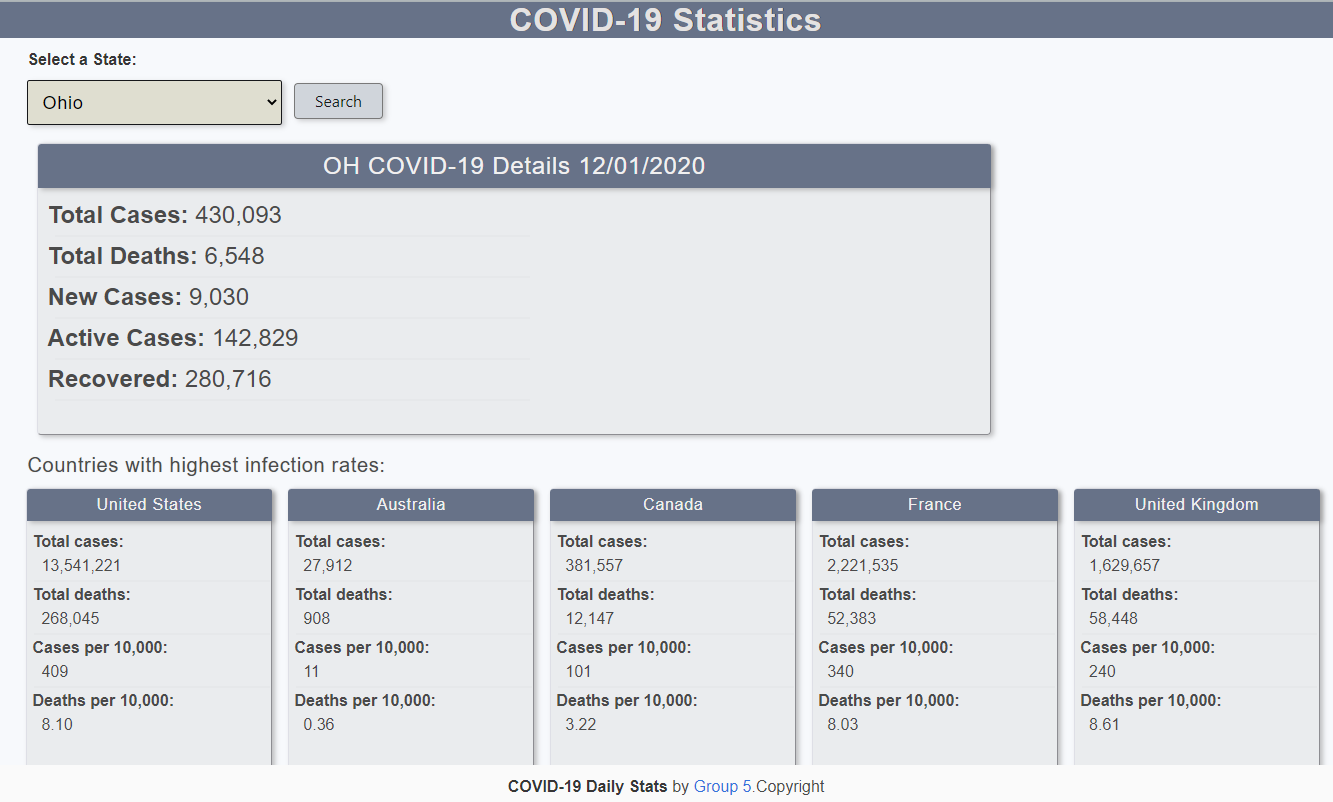 COVID-19 Statistics
Select a State:
Ohio
Search
OH COVID-19 Details 12/01/2020
Total Cases: 430,093
Total Deaths: 6,548
New Cases: 9,030
Active Cases: 142,829
Recovered: 280,716
Countries with highest infection rates:
United States
Total cases:
13,541,221
Total deaths:
268,045
Cases per 10,000:
409
Deaths per 10,000:
8.10
Australia
Total cases:
27,912
Total deaths:
908
Cases per 10,000:
11
Deaths per 10,000:
0.36
Canada
Total cases:
381,557
Total deaths:
12,147
Cases per 10,000:
101
Deaths per 10,000:
3.22
France
Total cases:
2,221,535
Total deaths:
52,383
Cases per 10,000:
340
Deaths per 10,000:
8.03
United Kingdom
Total cases:
1,629,657
Total deaths:
58,448
Cases per 10,000:
240
Deaths per 10,000:
8.61
COVID-19 Daily Stats by Group 5.Copyright